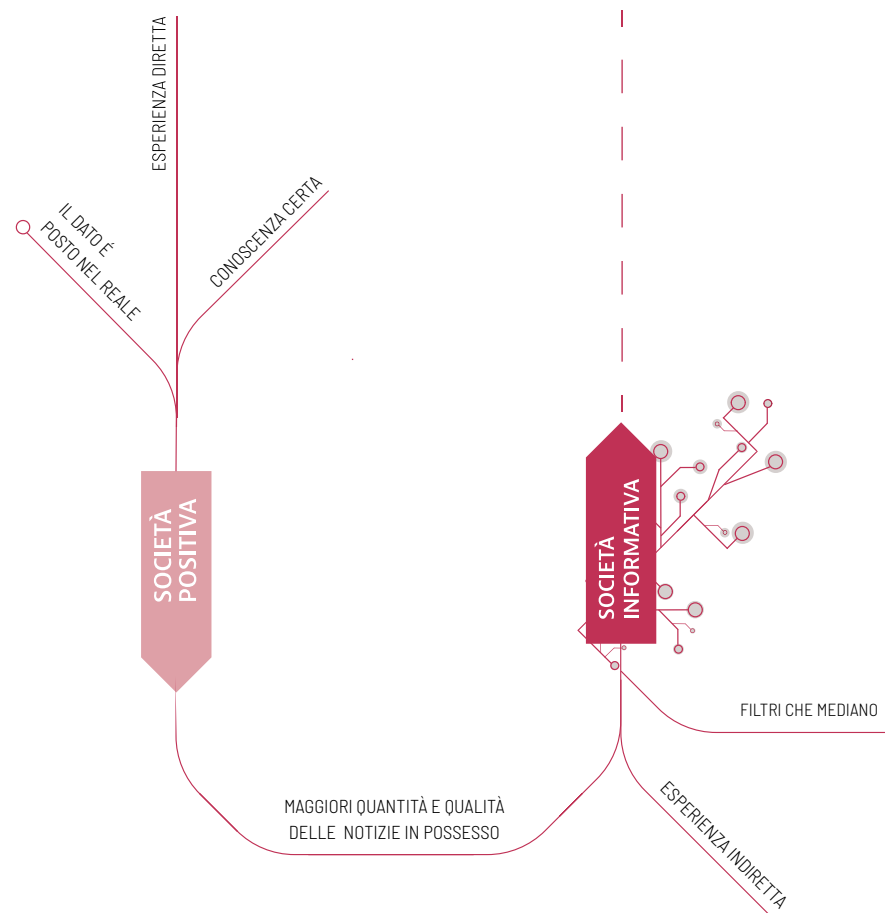 ESPERIENZA DIRETTA
IL DATO É
POSTO NEL REALE
CONOSCENZA CERTA
SOCIETÀ
POSITIVA
SOCIETÀ
INFORMATIVA
FILTRI CHE MEDIANO
MAGGIORI QUANTITÀ E QUALITÀ
DELLE NOTIZIE IN POSSESSO
ESPERIENZA INDIRETTA